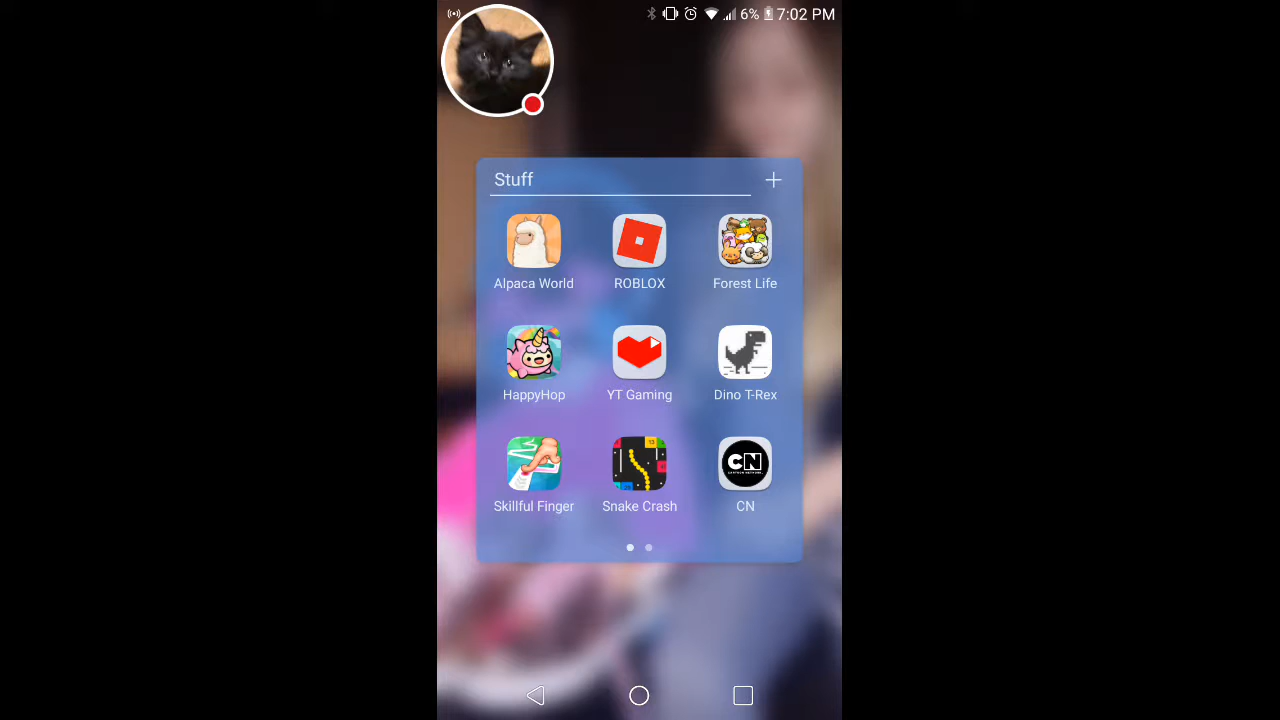 6% 7:02 PM
Stuff
Alpaca World ROBLOX Forest Life
HappyHop YT Gaming Dino T-Rex
Skillful Finger Snake Crash CN
CN